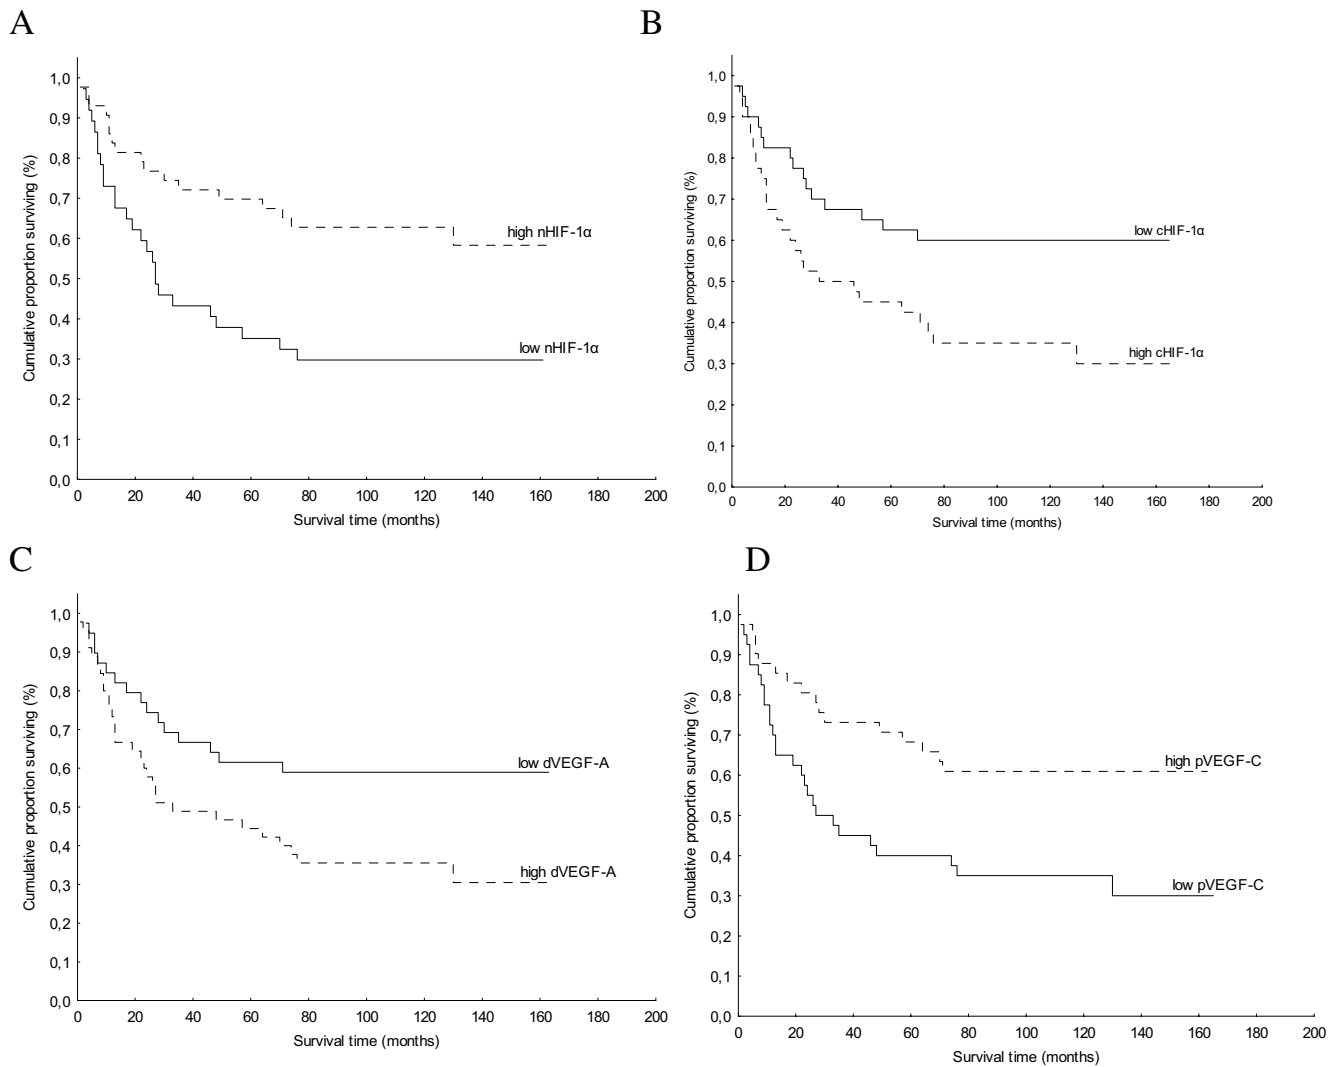 A
Cumulative proportion surviving (%)
1,0
0,9
0,8
0,7
0,6
0,5
0,4
0,3
0,2
0,1
0,0
high nHIF-1α
low nHIF-1α
0 20 40 60 80 100 120 140 160 180 200
Survival time (months)
B
Cumulative proportion surviving (%)
1,0
0,9
0,8
0,7
0,6
0,5
0,4
0,3
0,2
0,1
0,0
low cHIF-1α
high cHIF-1α
0 20 40 60 80 100 120 140 160 180 200
Survival time (months)
C
Cumulative proportion surviving (%)
1,0
0,9
0,8
0,7
0,6
0,5
0,4
0,3
0,2
0,1
0,0
low dVEGF-A
high dVEGF-A
0 20 40 60 80 100 120 140 160 180 200
Survival time (months)
D
Cumulative proportion surviving (%)
1,0
0,9
0,8
0,7
0,6
0,5
0,4
0,3
0,2
0,1
0,0
high pVEGF-C
low pVEGF-C
0 20 40 60 80 100 120 140 160 180 200
Survival time (months)